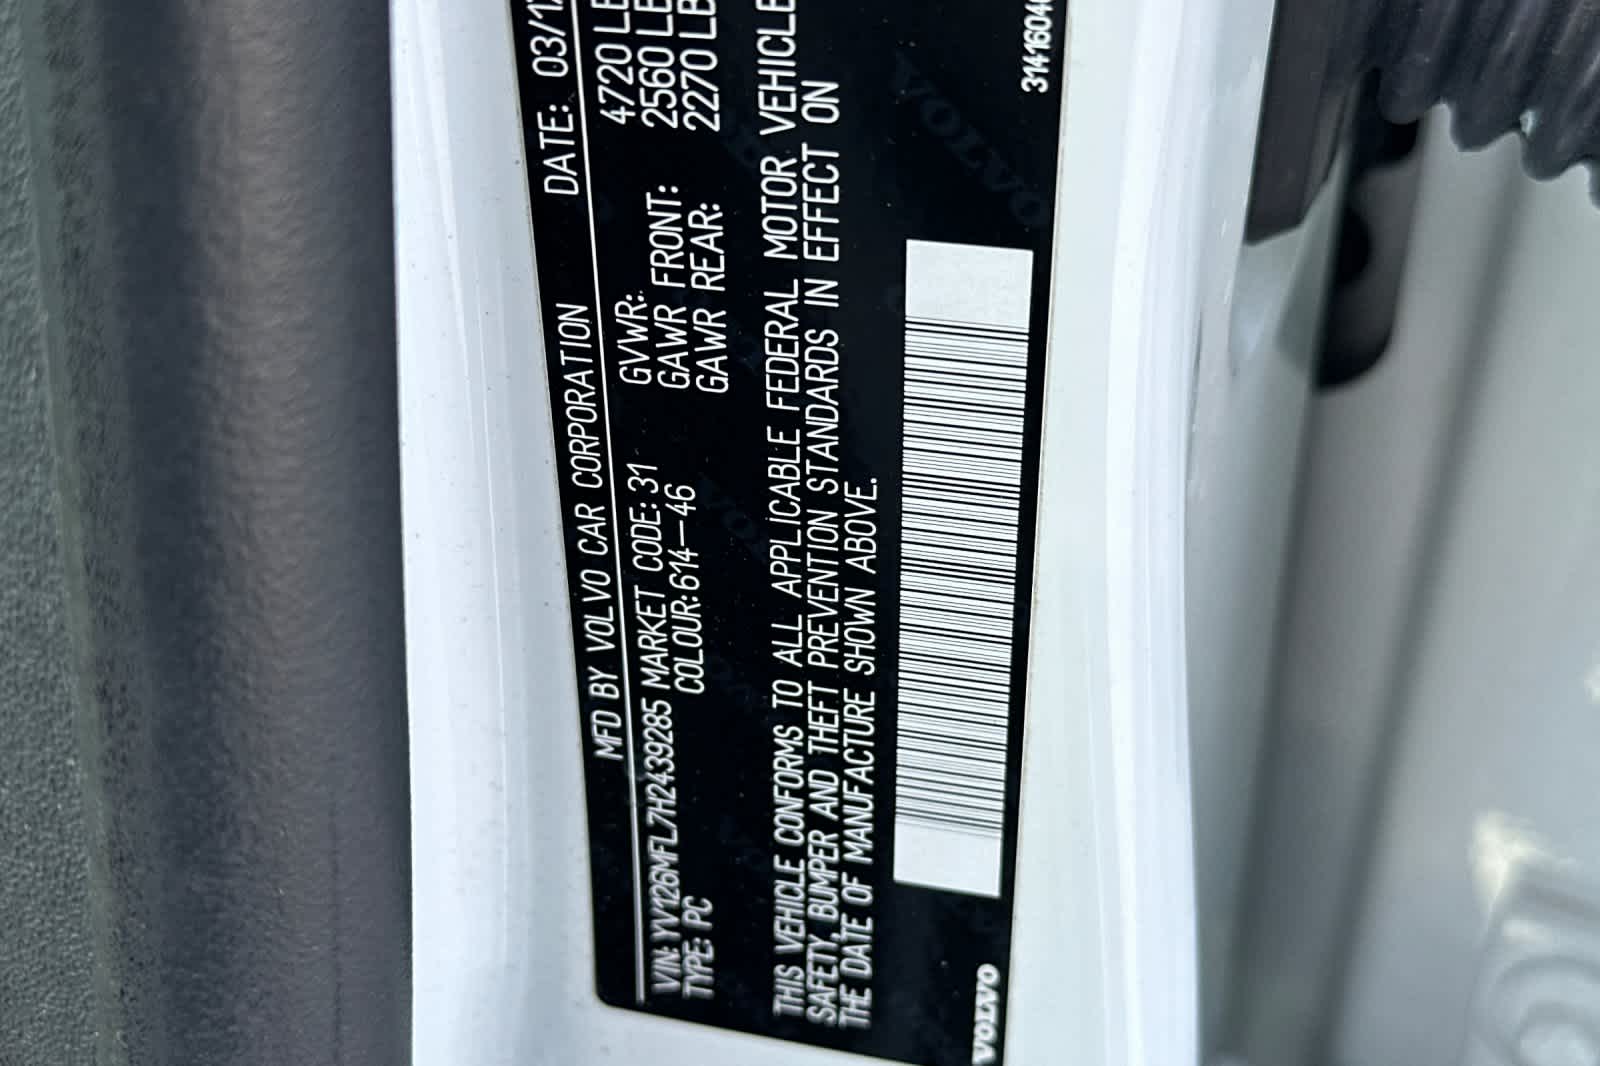 MFD BY VOLVO CAR CORPORATION DATE: 03/17
VIN: YV126MFL7H2439285 MARKET CODE: 31 GVWR: 4720 LB
TYPE: PC COLOUR: 614-46 GAWR FRONT: 2560 LB
GAWR REAR: 2270 LB
THIS VEHICLE CONFORMS TO ALL APPLICABLE FEDERAL MOTOR VEHICLE
SAFETY, BUMPER AND THEFT PREVENTION STANDARDS IN EFFECT ON
THE DATE OF MANUFACTURE SHOWN ABOVE.
VOLVO